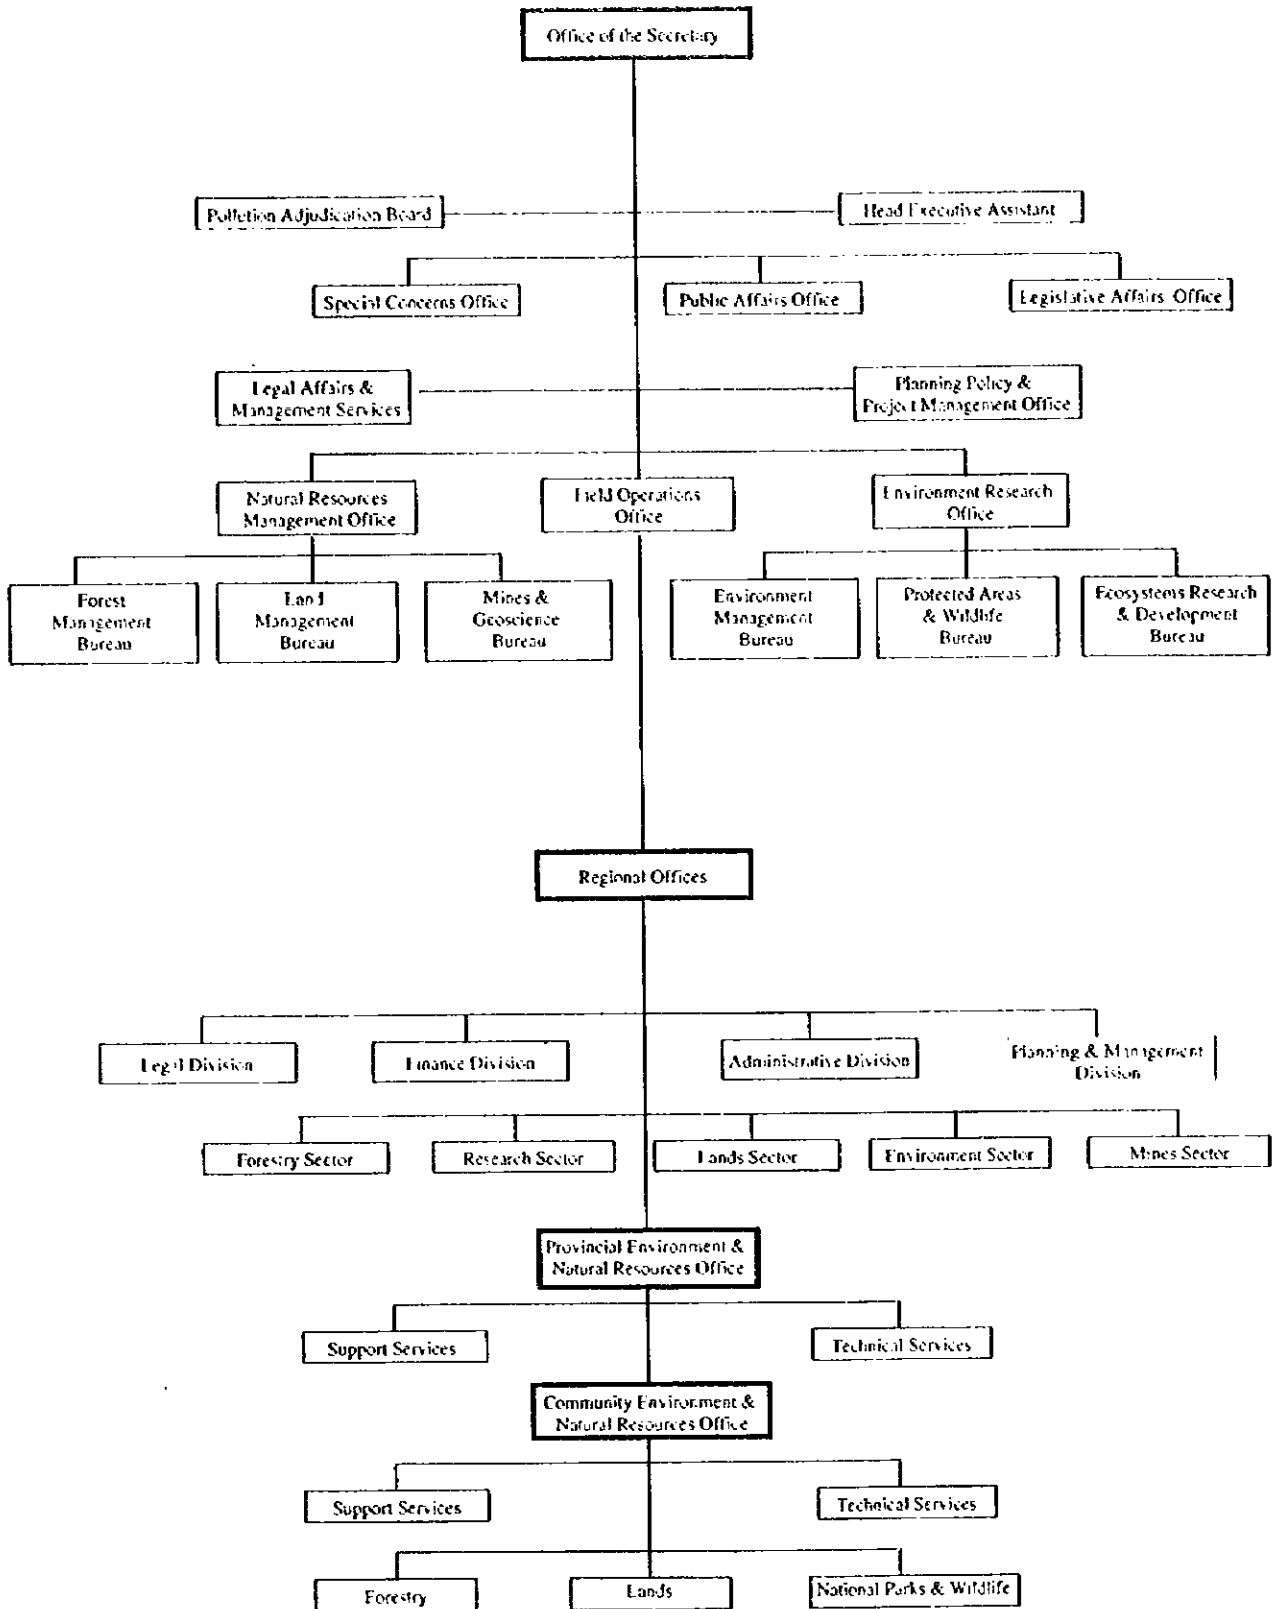 Office of the Secretary
Pollution Adjudication Board
Head Executive Assistant
Special Concerns Office
Public Affairs Office
Legislative Affairs Office
Legal Affairs &
Management Services
Planning Policy &
Project Management Office
Natural Resources
Management Office
Field Operations
Office
Environment Research
Office
Forest
Management
Bureau
Land
Management
Bureau
Mines &
Geoscience
Bureau
Environment
Management
Bureau
Protected Areas
& Wildlife
Bureau
Ecosystems Research
& Development
Bureau
Regional Offices
Legal Division
Finance Division
Administrative Division
Planning & Management
Division
Forestry Sector
Research Sector
Lands Sector
Environment Sector
Mines Sector
Provincial Environment &
Natural Resources Office
Support Services
Technical Services
Community Environment &
Natural Resources Office
Support Services
Technical Services
Forestry
Lands
National Parks & Wildlife